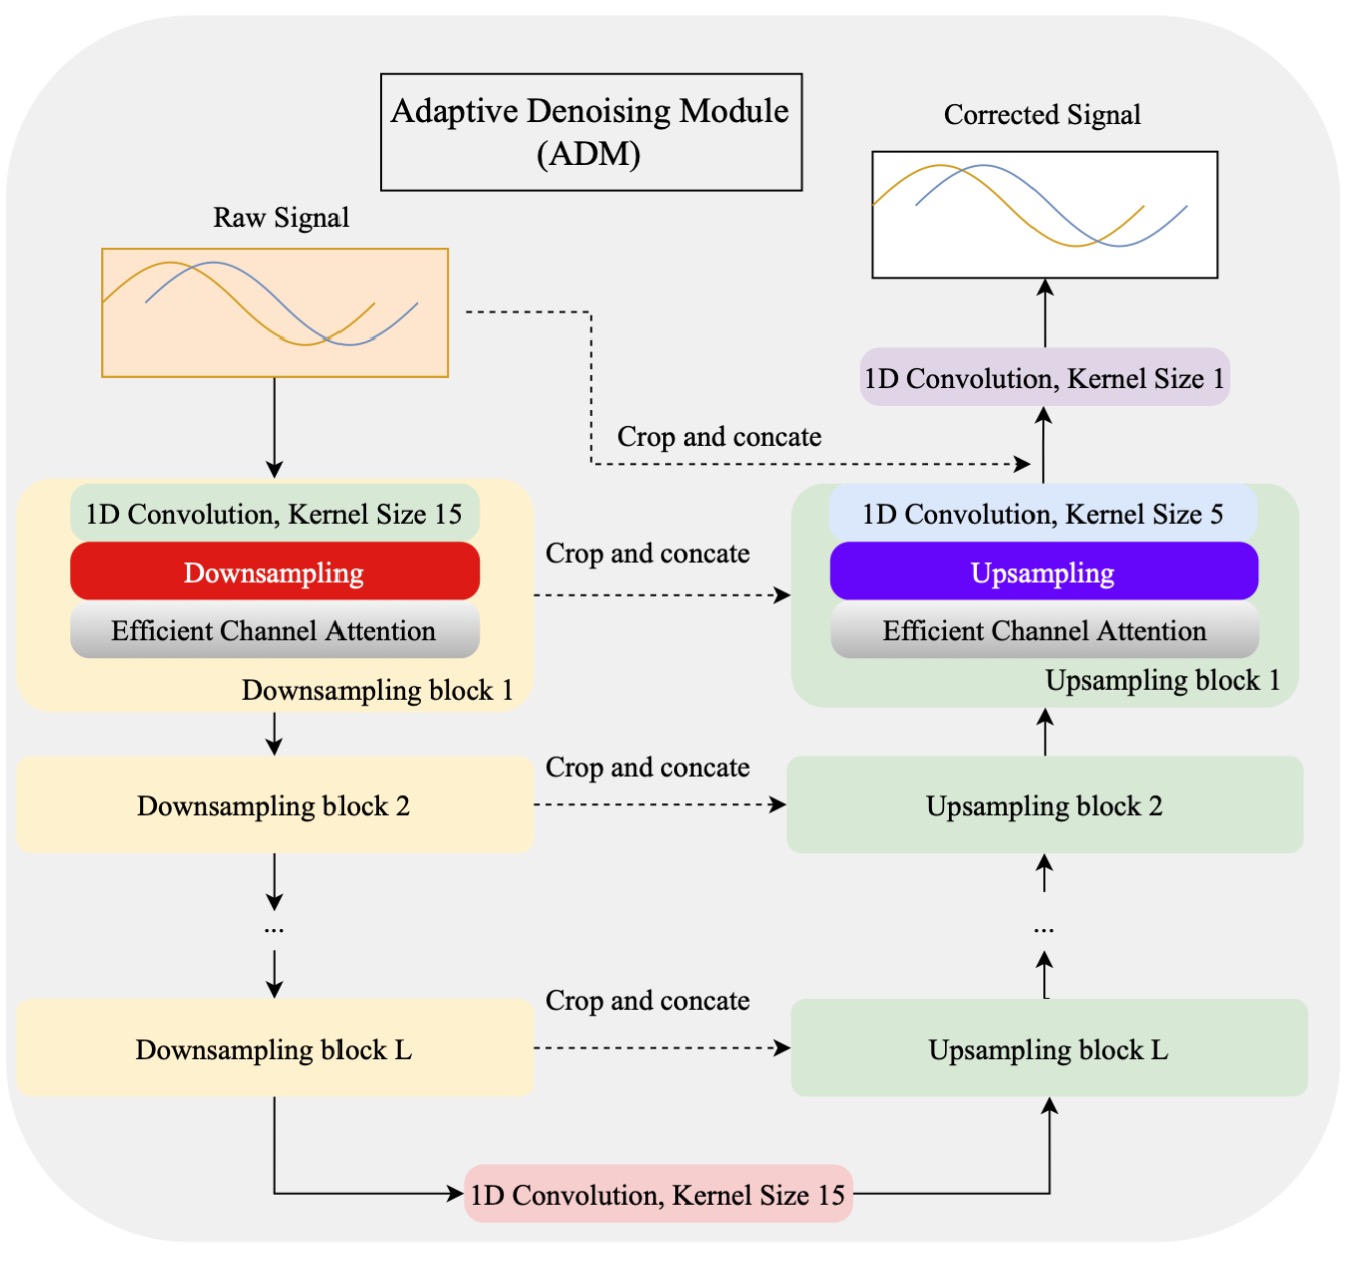 Adaptive Denoising Module
(ADM)
Corrected Signal
Raw Signal
1D Convolution, Kernel Size 1
Crop and concate
1D Convolution, Kernel Size 15
Downsampling
Efficient Channel Attention
Downsampling block 1
Crop and concate
1D Convolution, Kernel Size 5
Upsampling
Efficient Channel Attention
Upsampling block 1
Downsampling block 2
Crop and concate
Upsampling block 2
...
...
Downsampling block L
Crop and concate
Upsampling block L
1D Convolution, Kernel Size 15